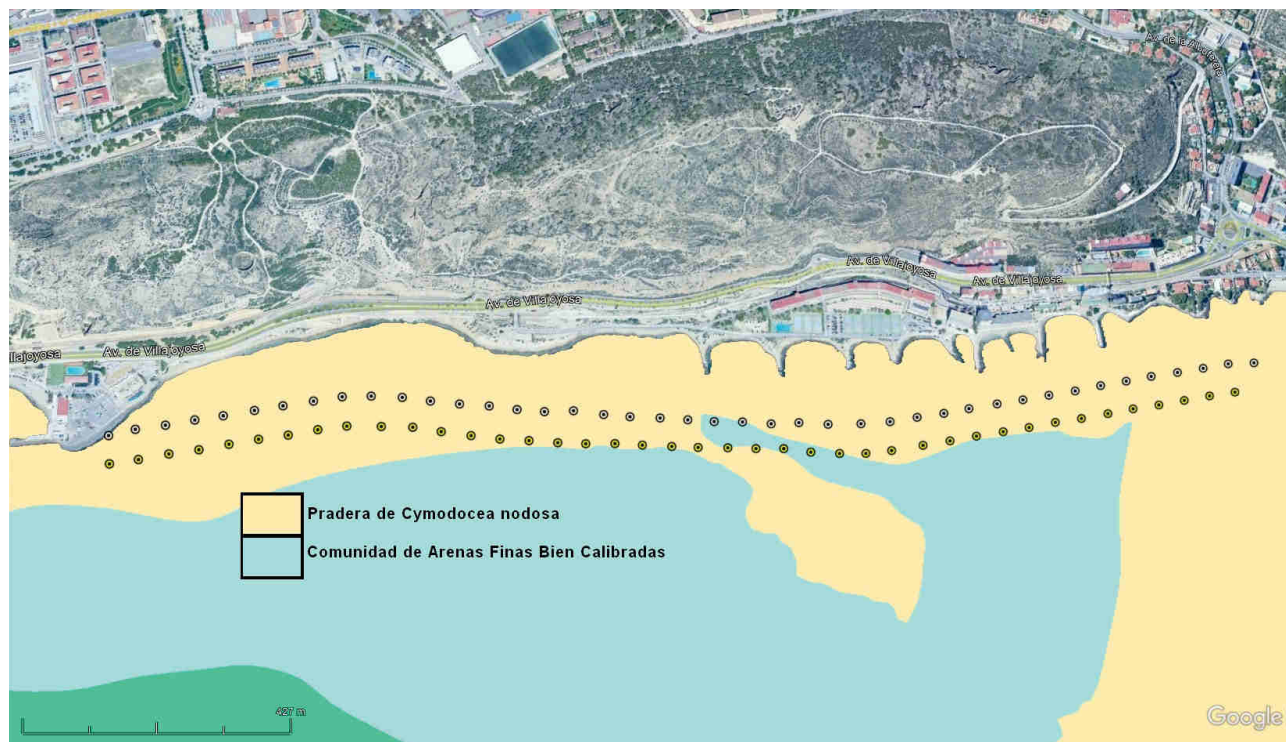 Av. de la Albufereta
Av. de Villajoyosa
Av. de Villajoyosa
Av. de Villajoyosa
Av. de Villajoyosa
illajoyosa
Pradera de Cymodocea nodosa
Comunidad de Arenas Finas Bien Calibradas
427 m
Google